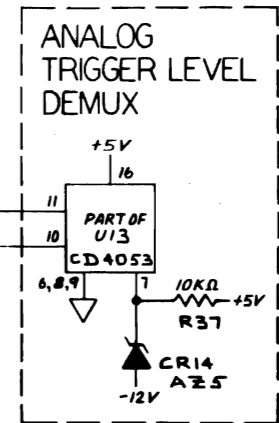 ANALOG
TRIGGER LEVEL
DEMUX
+5V
16
11
PART OF
10
U13
CD4053
6,8,9
7
10KΩ
+5V
R37
CR14
AZ5
-12V